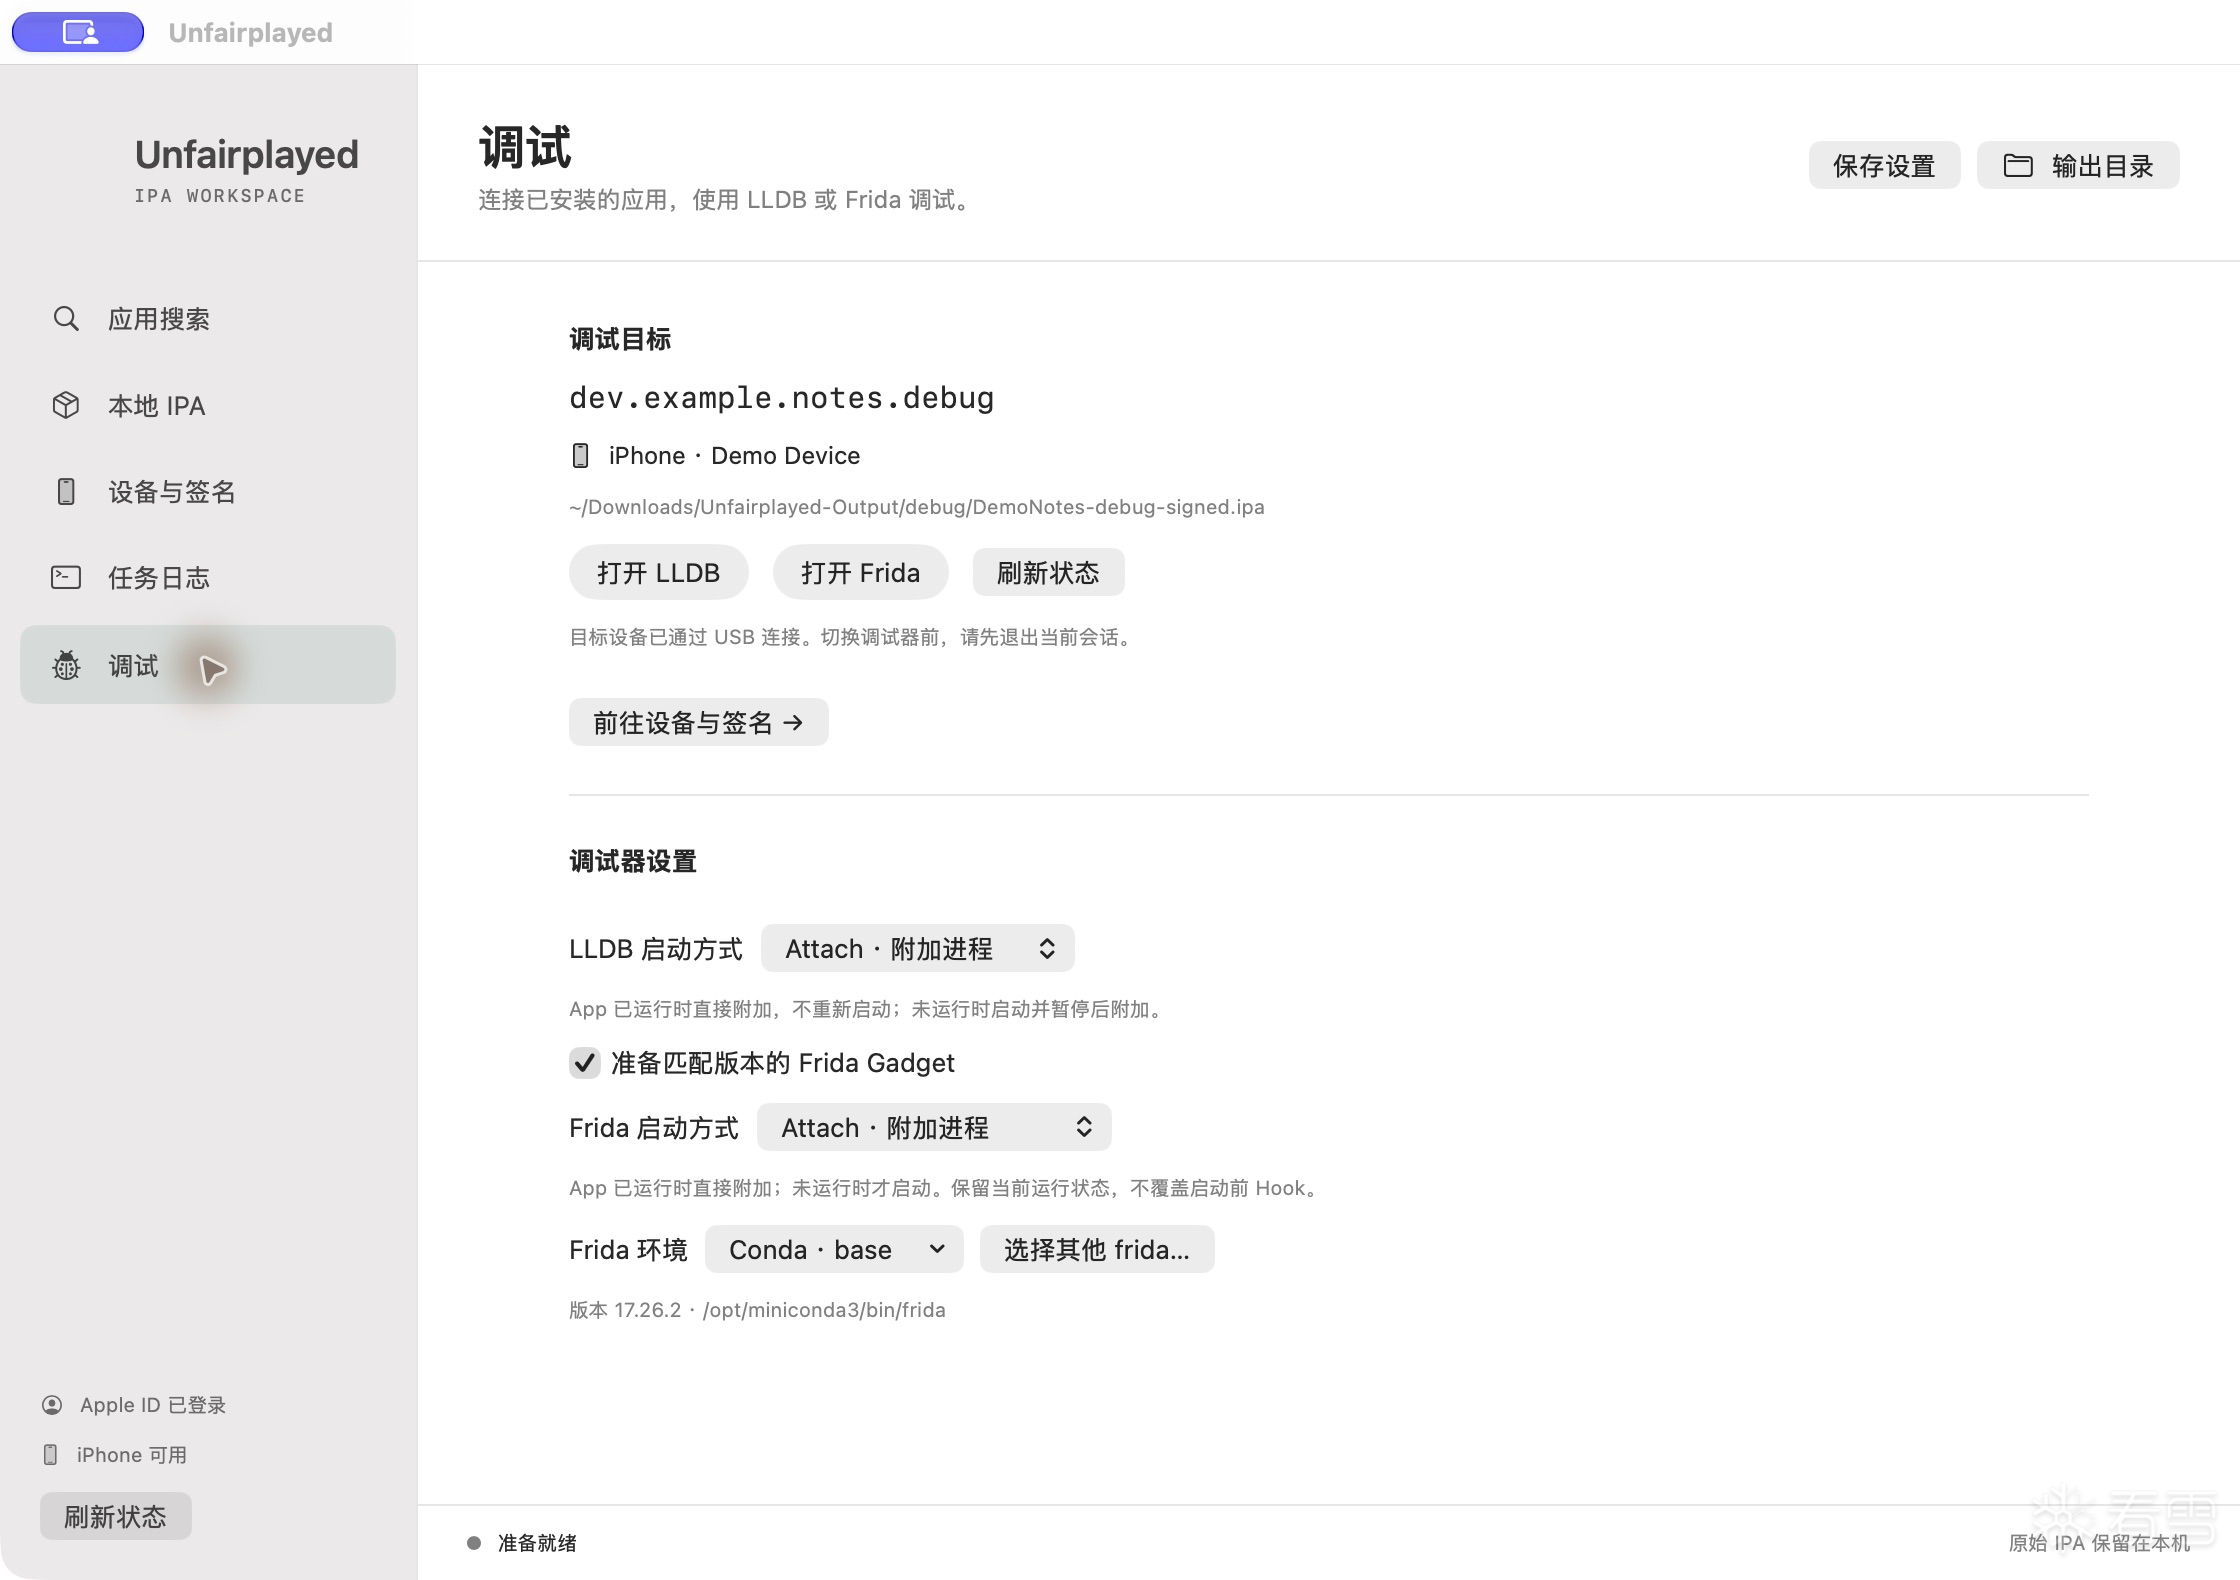 Unfairplayed
Unfairplayed
IPA WORKSPACE
应用搜索
本地 IPA
设备与签名
任务日志
调试
Apple ID 已登录
iPhone 可用
刷新状态
调试
连接已安装的应用，使用 LLDB 或 Frida 调试。
保存设置
输出目录
调试目标
dev.example.notes.debug
iPhone · Demo Device
~/Downloads/Unfairplayed-Output/debug/DemoNotes-debug-signed.ipa
打开 LLDB
打开 Frida
刷新状态
目标设备已通过 USB 连接。切换调试器前，请先退出当前会话。
前往设备与签名 →
调试器设置
LLDB 启动方式
Attach · 附加进程
App 已运行时直接附加，不重新启动；未运行时启动并暂停后附加。
准备匹配版本的 Frida Gadget
Frida 启动方式
Attach · 附加进程
App 已运行时直接附加；未运行时才启动。保留当前运行状态，不覆盖启动前 Hook。
Frida 环境
Conda · base
选择其他 frida...
版本 17.26.2 · /opt/miniconda3/bin/frida
准备就绪
原始 IPA 保留在本机
看雪